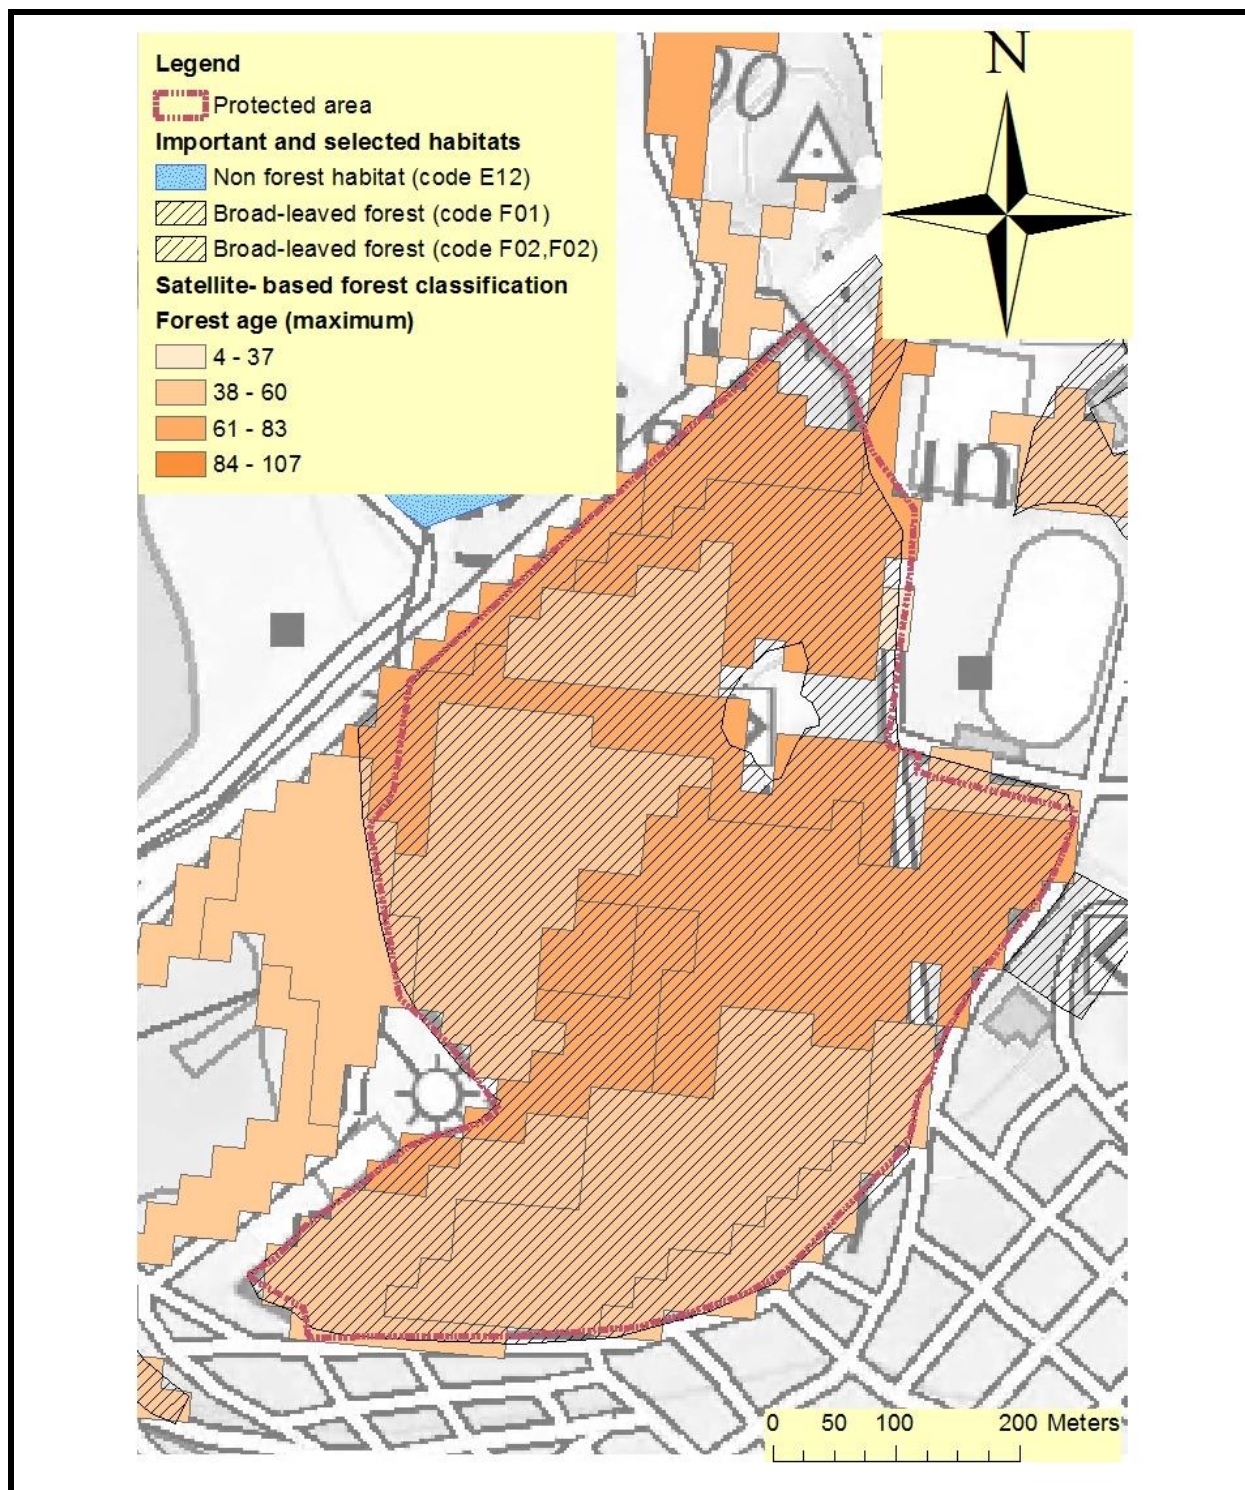 Legend
Protected area
Important and selected habitats
Non forest habitat (code E12)
Broad-leaved forest (code F01)
Broad-leaved forest (code F02,F02)
Satellite- based forest classification
Forest age (maximum)
4 - 37
38 - 60
61 - 83
84 - 107
N
0 50 100 200 Meters